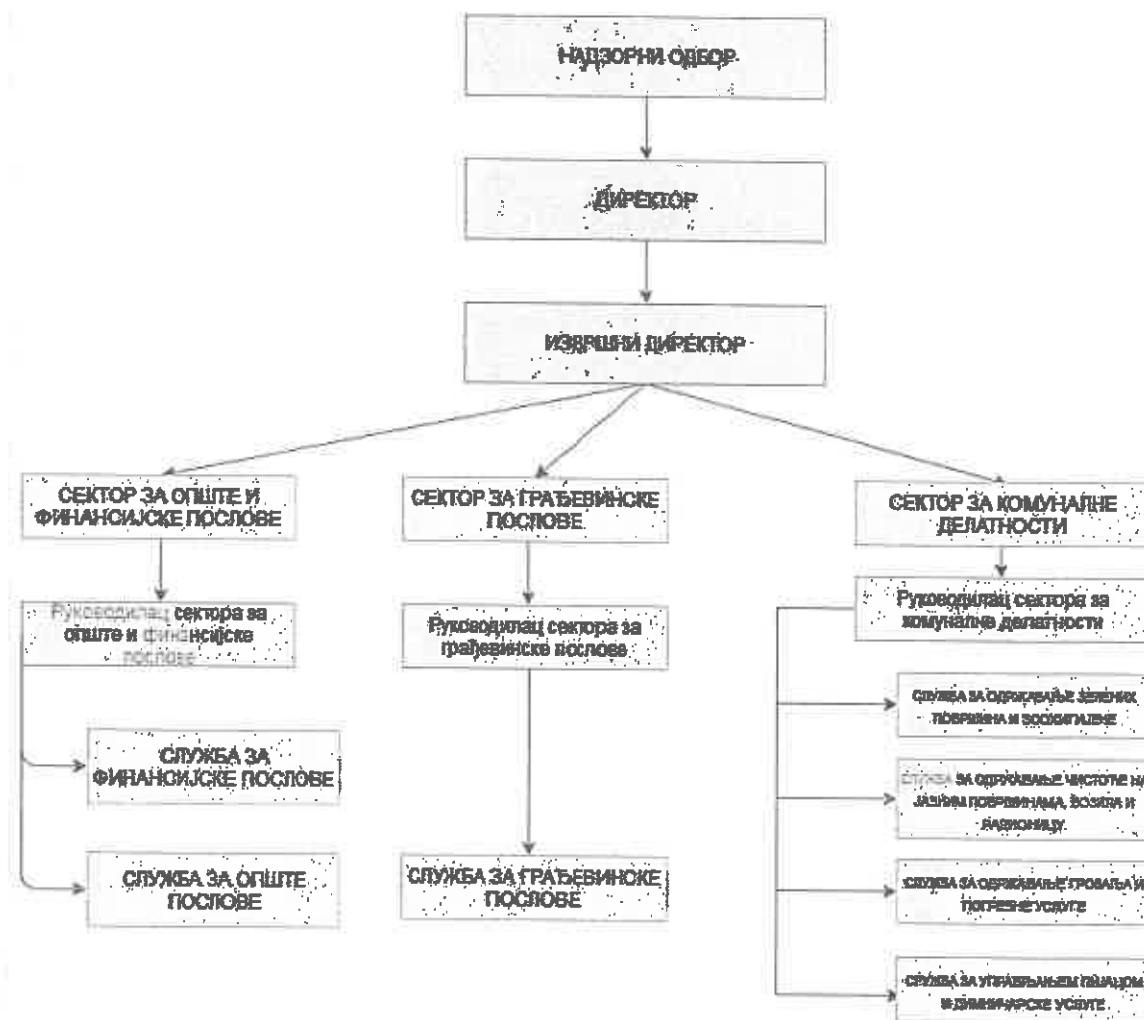 НАДЗОРНИ ОДБОР
ДИРЕКТОР
ИЗВРШНИ ДИРЕКТОР
СЕКТОР ЗА ОПШТЕ И
ФИНАНСИЈСКЕ ПОСЛОВЕ
СЕКТОР ЗА ГРАЂЕВИНСКЕ
ПОСЛОВЕ
СЕКТОР ЗА КОМУНАЛНЕ
ДЕЛАТНОСТИ
Руководилац сектора за
опште и финансијске
послове
Руководилац сектора за
грађевинске послове
Руководилац сектора за
комуналне делатности
СЛУЖБА ЗА
ФИНАНСИЈСКЕ ПОСЛОВЕ
СЛУЖБА ЗА ОПШТЕ
ПОСЛОВЕ
СЛУЖБА ЗА ГРАЂЕВИНСКЕ
ПОСЛОВЕ
СЛУЖБА ЗА ОДРЖАВАЊЕ ЗЕЛЕНИХ
ПОВРШИНА И ЗООХИГИЈЕНЕ
СЛУЖБА ЗА ОДРЖАВАЊЕ ЧИСТОЋЕ НА
ЈАВНИМ ПОВРШИНАМА, ВОЗИЛА И
РАДИОНИЦУ
СЛУЖБА ЗА ОДРЖАВАЊЕ ГРОБАЉА И
ПОГРЕБНЕ УСЛУГЕ
СЛУЖБА ЗА УПРАВЉАЊЕМ ПИЈАЦОМ
И ДИМНИЧАРСКЕ УСЛУГЕ